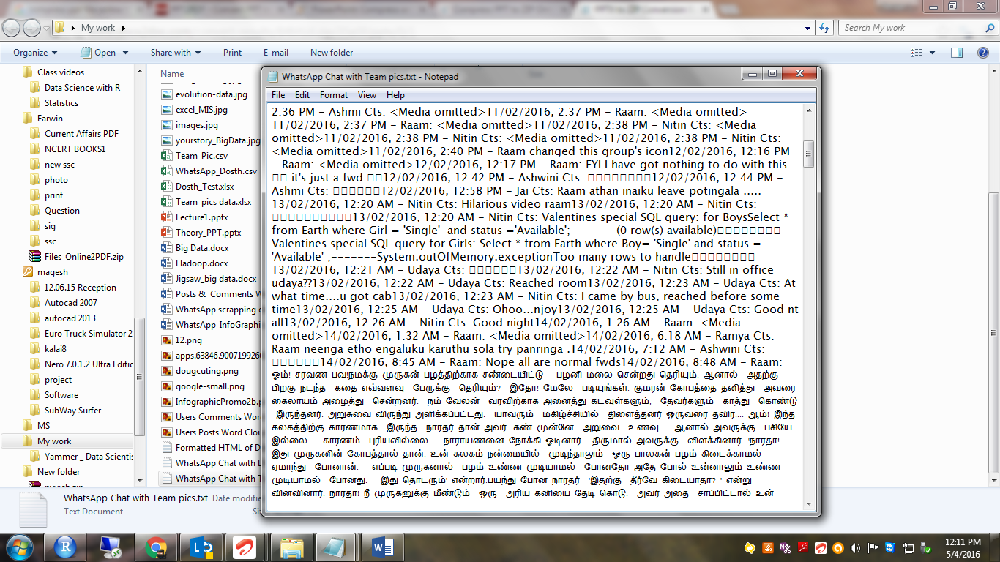 My work
Search My work
Organize Open Share with Print E-mail New folder
Class videos
Data Science with R
Statistics
Farwin
Current Affairs PDF
NCERT BOOKS1
new ssc
photo
print
Question
sig
ssc
Files_Online2PDF.zip
magesh
12.06.15 Reception
Autocad 2007
autocad 2013
Euro Truck Simulator 2
kalai8
Nero 7.0.1.2 Ultra Editic
project
Software
SubWay Surfer
MS
My work
Yammer _ Data Scientis
New folder
Name
evolution-data.jpg
excel_MIS.jpg
images.jpg
yourstory_BigData.jpg
Team_Pic.csv
WhatsApp_Dosth.csv
Dosth_Test.xlsx
Team_pics data.xlsx
Lecture1.pptx
Theory_PPT.pptx
Big Data.docx
Hadoop.docx
Jigsaw_big data.docx
Posts & Comments W
WhatsApp scrapping
WhatsApp_InfoGraphi
12.png
apps.63846.9007199266
dougcuting.png
google-small.png
InfographicPromo2b.p
Users Comments Wor
Users Posts Word Clou
Formatted HTML of D
WhatsApp Chat with D
WhatsApp Chat with T
WhatsApp Chat with Team pics.txt - Notepad
File Edit Format View Help
2:36 PM - Ashmi Cts: <Media omitted>11/02/2016, 2:37 PM - Raam: <Media omitted>
11/02/2016, 2:37 PM - Raam: <Media omitted>11/02/2016, 2:38 PM - Nitin Cts: <Media
omitted>11/02/2016, 2:38 PM - Nitin Cts: <Media omitted>11/02/2016, 2:38 PM - Nitin Cts:
<Media omitted>11/02/2016, 2:40 PM - Raam changed this group's icon12/02/2016, 12:16 PM
- Raam: <Media omitted>12/02/2016, 12:17 PM - Raam: FYI I have got nothing to do with this
▯▯ it's just a fwd ▯▯12/02/2016, 12:42 PM - Ashwini Cts: ▯▯▯▯▯▯▯▯12/02/2016, 12:44 PM -
Ashmi Cts: ▯▯▯▯▯▯12/02/2016, 12:58 PM - Jai Cts: Raam athan inaiku leave potingala .....
13/02/2016, 12:20 AM - Nitin Cts: Hilarious video raam13/02/2016, 12:20 AM - Nitin Cts:
▯▯▯▯▯▯▯▯▯▯13/02/2016, 12:20 AM - Nitin Cts: Valentines special SQL query: for BoysSelect *
from Earth where Girl = 'Single' and status ='Available';-------(0 row(s) available)▯▯▯▯▯▯▯▯
Valentines special SQL query for Girls: Select * from Earth where Boy= 'Single' and status =
'Available' ;-------System.outOfMemory.exceptionToo many rows to handle▯▯▯▯▯▯▯▯
13/02/2016, 12:21 AM - Udaya Cts: ▯▯▯▯▯▯13/02/2016, 12:22 AM - Nitin Cts: Still in office
udaya??13/02/2016, 12:22 AM - Udaya Cts: Reached room13/02/2016, 12:23 AM - Udaya Cts: At
what time....u got cab13/02/2016, 12:23 AM - Nitin Cts: I came by bus, reached before some
time13/02/2016, 12:25 AM - Udaya Cts: Ohoo...njoy13/02/2016, 12:25 AM - Udaya Cts: Good nt
all13/02/2016, 12:26 AM - Nitin Cts: Good night14/02/2016, 1:26 AM - Raam: <Media
omitted>14/02/2016, 1:32 AM - Raam: <Media omitted>14/02/2016, 6:18 AM - Ramya Cts:
Raam neenga etho engaluku karuthu sola try panringa .14/02/2016, 7:12 AM - Ashwini Cts:
▯▯▯▯▯▯14/02/2016, 8:45 AM - Raam: Nope all are normal fwds14/02/2016, 8:48 AM - Raam:
ஓம்! சரவண பவ!நமக்கு முருகன் பழத்திற்காக சண்டையிட்டு பழனி மலை சென்றது தெரியும். ஆனால் அதற்கு
பிறகு நடந்த கதை எவ்வளவு பேருக்கு தெரியும்? இதோ! மேலே படியுங்கள். குமரன் கோபத்தை தனித்து அவரை
கைலாயம் அழைத்து சென்றனர். நம் வேலன் வரவிற்காக அனைத்து கடவுள்களும், தேவர்களும் காத்து கொண்டு
இருந்தனர். அறுசுவை விருந்து அளிக்கப்பட்டது. யாவரும் மகிழ்ச்சியில் திளைத்தனர் ஒருவரை தவிர.... ஆம்! இந்த
கலகத்திற்கு காரணமாக இருந்த நாரதர் தான் அவர். கண் முன்னே அறுவை உணவு ...ஆனால் அவருக்கு பசியே
இல்லை. .. காரணம் புரியவில்லை. .. நாராயணனை நோக்கி ஓடினார். திருமால் அவருக்கு விளக்கினார். 'நாரதா!
இது முருகனின் கோபத்தால் தான். உன் கலகம் நன்மையில் முடிந்தாலும் ஒரு பாலகன் பழம் கிடைக்காமல்
ஏமாந்து போனான். எப்படி முருகனால் பழம் உண்ண முடியாமல் போனதோ அதே போல் உன்னாலும் உண்ண
முடியாமல் போனது. இது தொடரும்' என்றார்.பயந்து போன நாரதர் 'இதற்கு தீர்வே கிடையாதா? ' என்று
வினவினார். நாரதா! நீ முருகனுக்கு மீண்டும் ஒரு அரிய கனியை தேடி கொடு. அவர் அதை சாப்பிட்டால் உன்
WhatsApp Chat with Team pics.txt Date modifie
Text Document
12:11 PM
5/4/2016